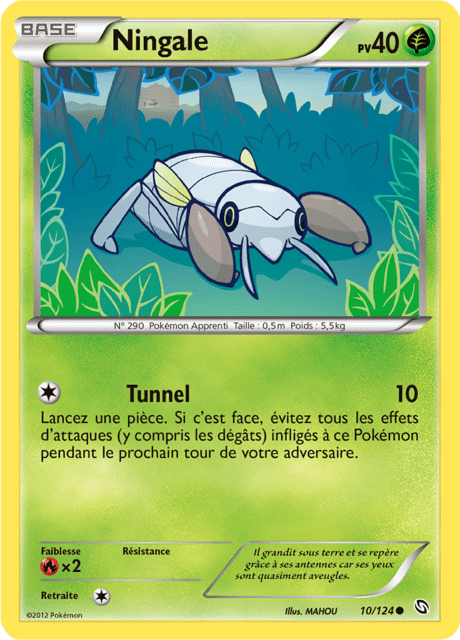 BASE
Ningale
PV40
N° 290 Pokémon Apprenti Taille : 0,5m Poids : 5,5kg
Tunnel 10
Lancez une pièce. Si c'est face, évitez tous les effets
d'attaques (y compris les dégâts) infligés à ce Pokémon
pendant le prochain tour de votre adversaire.
Faiblesse Résistance
×2
Il grandit sous terre et se repère
grâce à ses antennes car ses yeux
sont quasiment aveugles.
Retraite
©2012 Pokémon
Illus. MAHOU 10/124